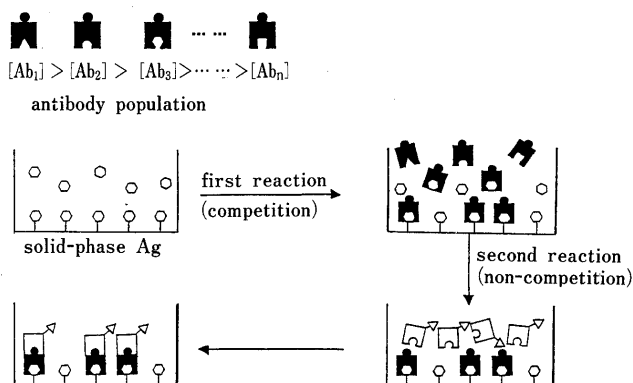 ... ...
[Ab₁] > [Ab₂] > [Ab₃]>... ... >[Abₙ]
antibody population
first reaction
(competition)
solid-phase Ag
second reaction
(non-competition)